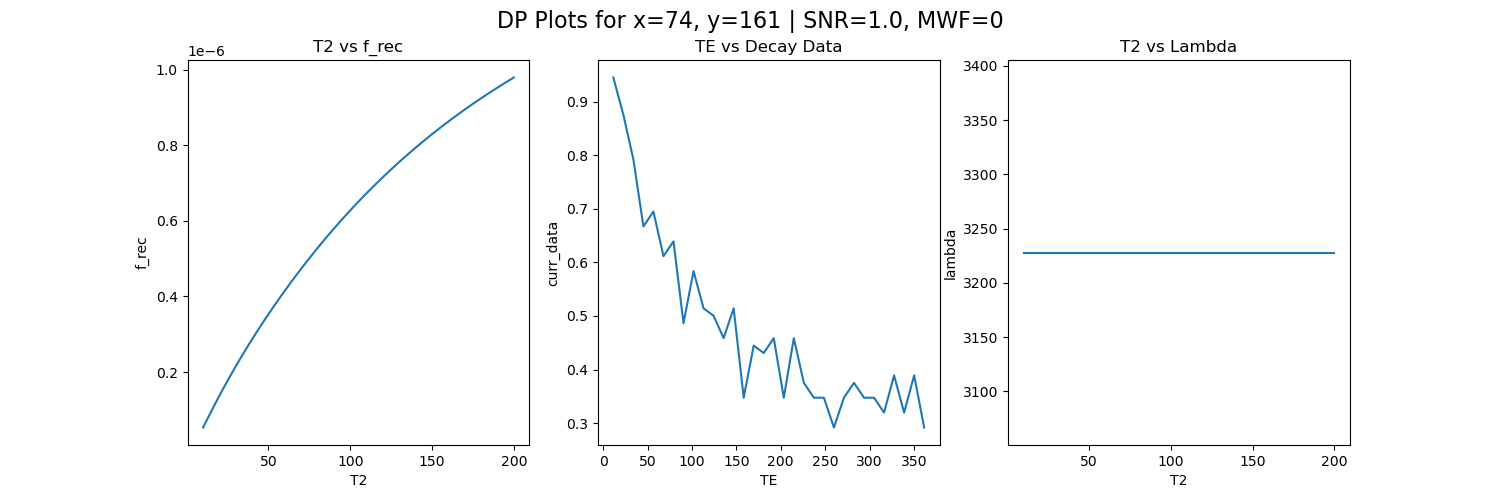 DP Plots for x=74, y=161 | SNR=1.0, MWF=0
T2 vs f_rec
1e−6
1.0
0.8
0.6
0.4
0.2
f_rec
50 100 150 200
T2
TE vs Decay Data
0.9
0.8
0.7
0.6
0.5
0.4
0.3
curr_data
0 50 100 150 200 250 300 350
TE
T2 vs Lambda
3400
3350
3300
3250
3200
3150
3100
lambda
50 100 150 200
T2